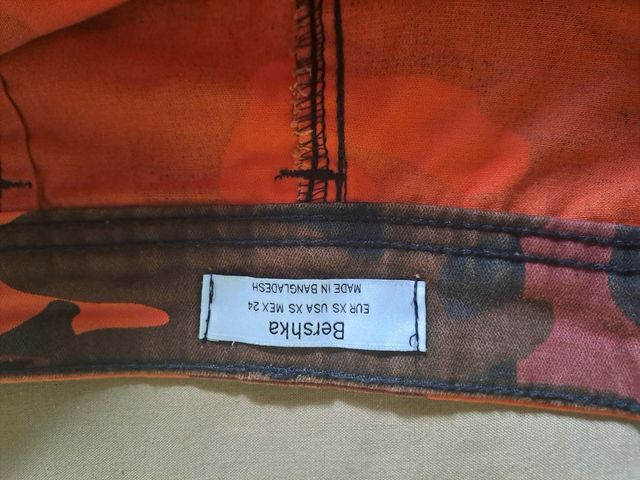 Bershka
EUR XS USA XS MEX 24
MADE IN BANGLADESH